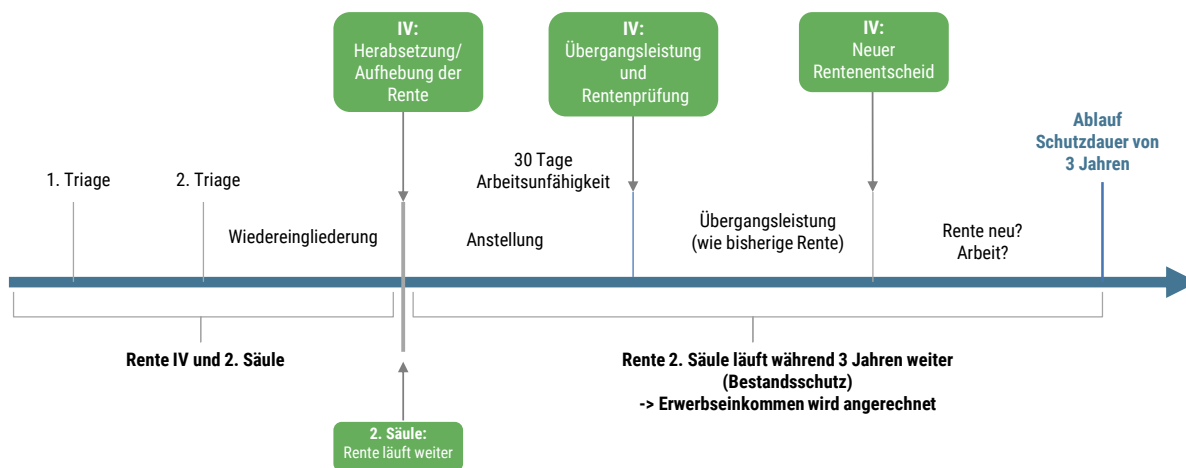 IV:
Herabsetzung/
Aufhebung der
Rente
IV:
Übergangsleistung
und
Rentenprüfung
IV:
Neuer
Rentenentscheid
Ablauf
Schutzdauer von
3 Jahren
1. Triage
2. Triage
30 Tage
Arbeitsunfähigkeit
Wiedereingliederung
Anstellung
Übergangsleistung
(wie bisherige Rente)
Rente neu?
Arbeit?
Rente IV und 2. Säule
Rente 2. Säule läuft während 3 Jahren weiter
(Bestandsschutz)
-> Erwerbseinkommen wird angerechnet
2. Säule:
Rente läuft weiter